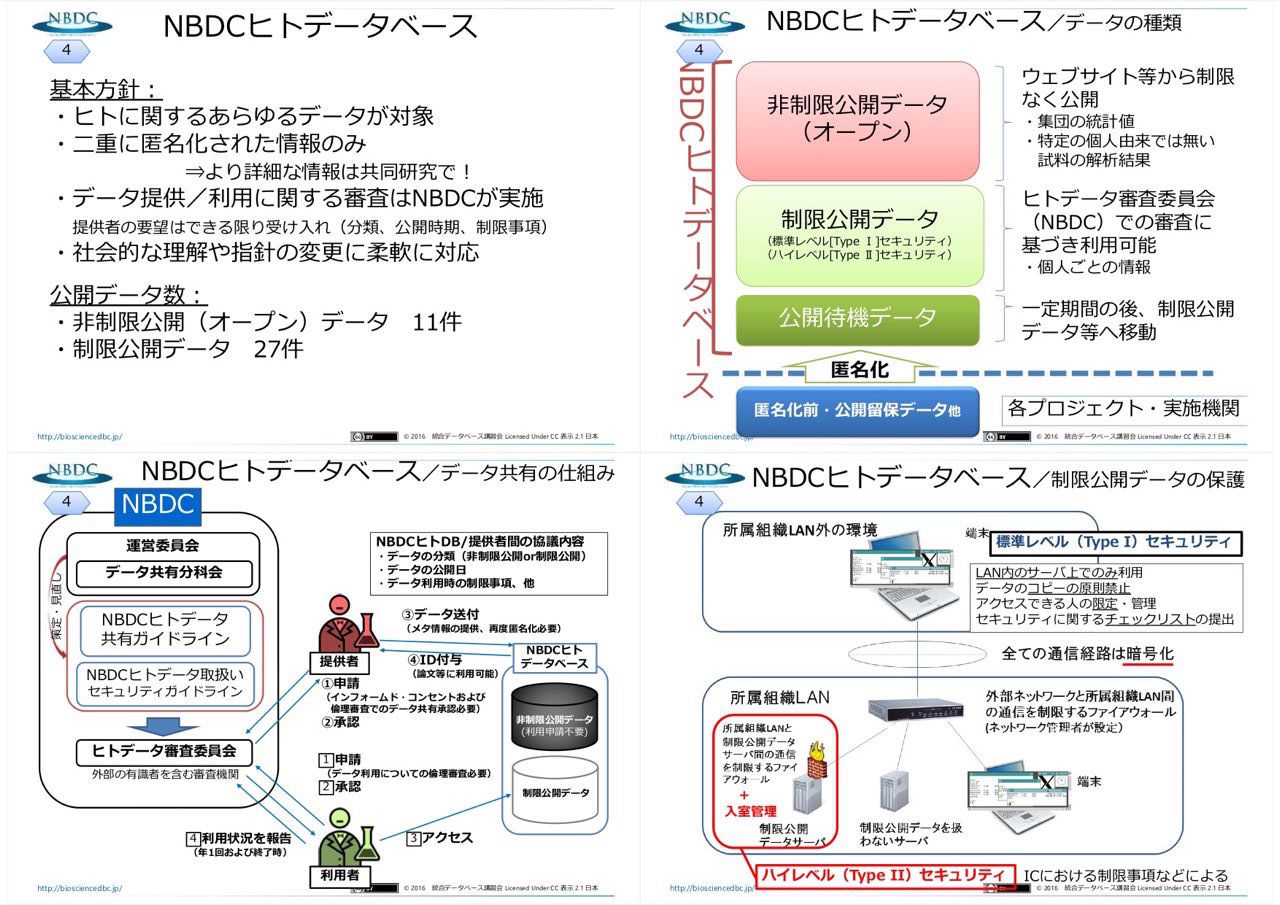 NBDC
4
NBDCヒトデータベース
基本方針：
・ヒトに関するあらゆるデータが対象
・二重に匿名化された情報のみ
⇒より詳細な情報は共同研究で！
・データ提供／利用に関する審査はNBDCが実施
提供者の要望はできる限り受け入れ（分類、公開時期、制限事項）
・社会的な理解や指針の変更に柔軟に対応
公開データ数：
・非制限公開（オープン）データ　11件
・制限公開データ　27件
http://biosciencedbc.jp/
cc BY
© 2016　統合データベース講習会 Licensed Under CC 表示 2.1 日本
NBDC
4
NBDCヒトデータベース／データの種類
NBDCヒトデータベース
非制限公開データ
（オープン）
ウェブサイト等から制限
なく公開
・集団の統計値
・特定の個人由来では無い
試料の解析結果
制限公開データ
（標準レベル[Type Ⅰ]セキュリティ）
（ハイレベル[Type Ⅱ]セキュリティ）
ヒトデータ審査委員会
（NBDC）での審査に
基づき利用可能
・個人ごとの情報
公開待機データ
一定期間の後、制限公開
データ等へ移動
匿名化
匿名化前・公開留保データ他
各プロジェクト・実施機関
http://biosciencedbc.jp/
cc BY
© 2016　統合データベース講習会 Licensed Under CC 表示 2.1 日本
NBDC
4
NBDCヒトデータベース／データ共有の仕組み
NBDC
運営委員会
データ共有分科会
策定・見直し
NBDCヒトデータ
共有ガイドライン
NBDCヒトデータ取扱い
セキュリティガイドライン
ヒトデータ審査委員会
外部の有識者を含む審査機関
NBDCヒトDB/提供者間の協議内容
・データの分類（非制限公開or制限公開）
・データの公開日
・データ利用時の制限事項、他
提供者
③データ送付
（メタ情報の提供、再度匿名化必要）
④ID付与
（論文等に利用可能）
①申請
（インフォームド・コンセントおよび
倫理審査でのデータ共有承認必要）
②承認
NBDCヒト
データベース
非制限公開データ
(利用申請不要)
制限公開データ
1 申請
（データ利用についての倫理審査必要）
2 承認
3 アクセス
4 利用状況を報告
（年1回および終了時）
利用者
http://biosciencedbc.jp/
© 2016　統合データベース講習会 Licensed Under CC 表示 2.1 日本
NBDC
4
NBDCヒトデータベース／制限公開データの保護
所属組織LAN外の環境
端末
X
標準レベル（Type I）セキュリティ
LAN内のサーバ上でのみ利用
データのコピーの原則禁止
アクセスできる人の限定・管理
セキュリティに関するチェックリストの提出
全ての通信経路は暗号化
所属組織LAN
外部ネットワークと所属組織LAN間
の通信を制限するファイアウォール
(ネットワーク管理者が設定)
所属組織LANと
制限公開データ
サーバ間の通信
を制限するファイ
アウォール
+
入室管理
制限公開
データサーバ
制限公開データを扱
わないサーバ
X
端末
ハイレベル（Type II）セキュリティ
ICにおける制限事項などによる
http://biosciencedbc.jp/
© 2016　統合データベース講習会 Licensed Under CC 表示 2.1 日本